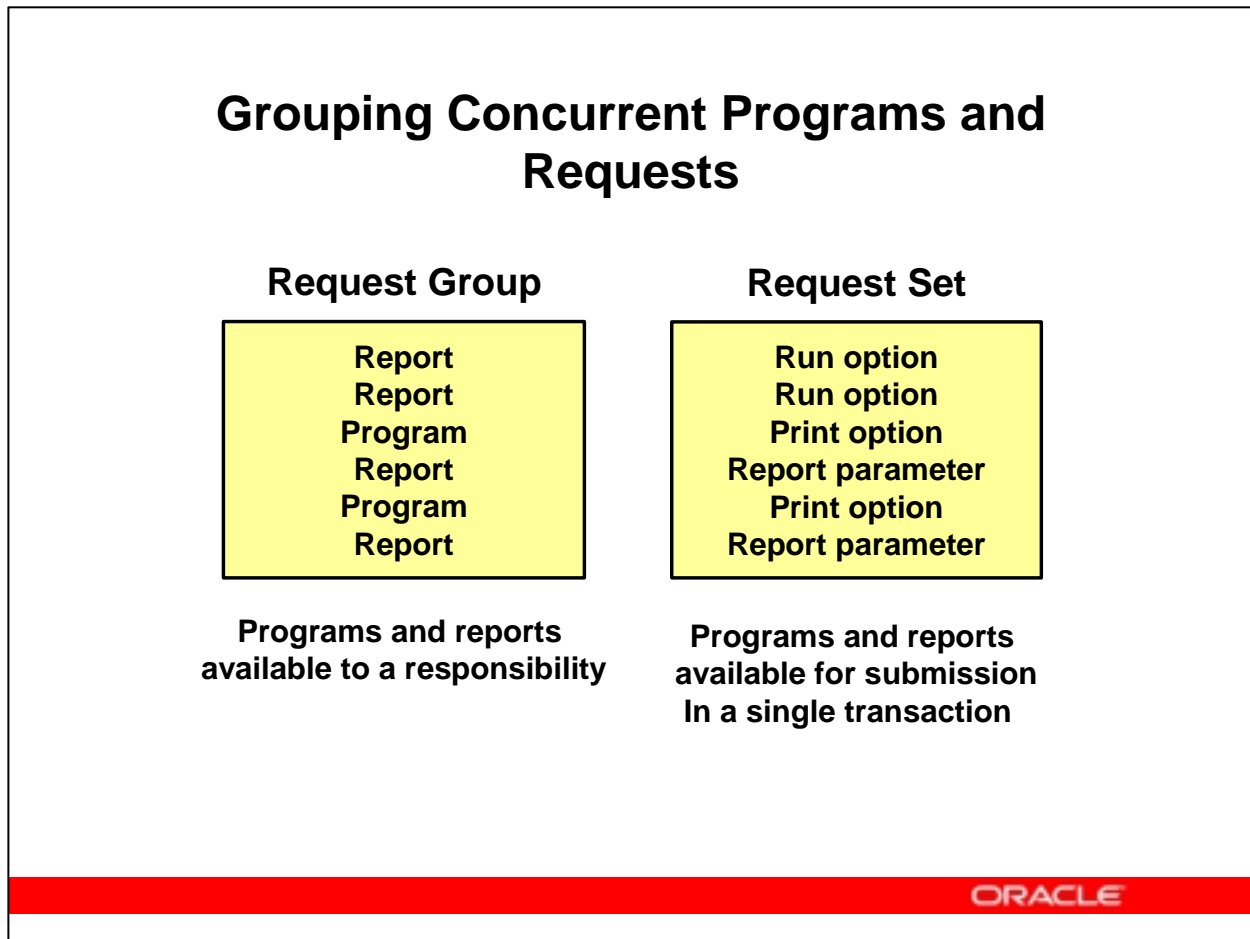 Grouping Concurrent Programs and
Requests
Request Group
Report
Report
Program
Report
Program
Report
Programs and reports
available to a responsibility
Request Set
Run option
Run option
Print option
Report parameter
Print option
Report parameter
Programs and reports
available for submission
In a single transaction
ORACLE